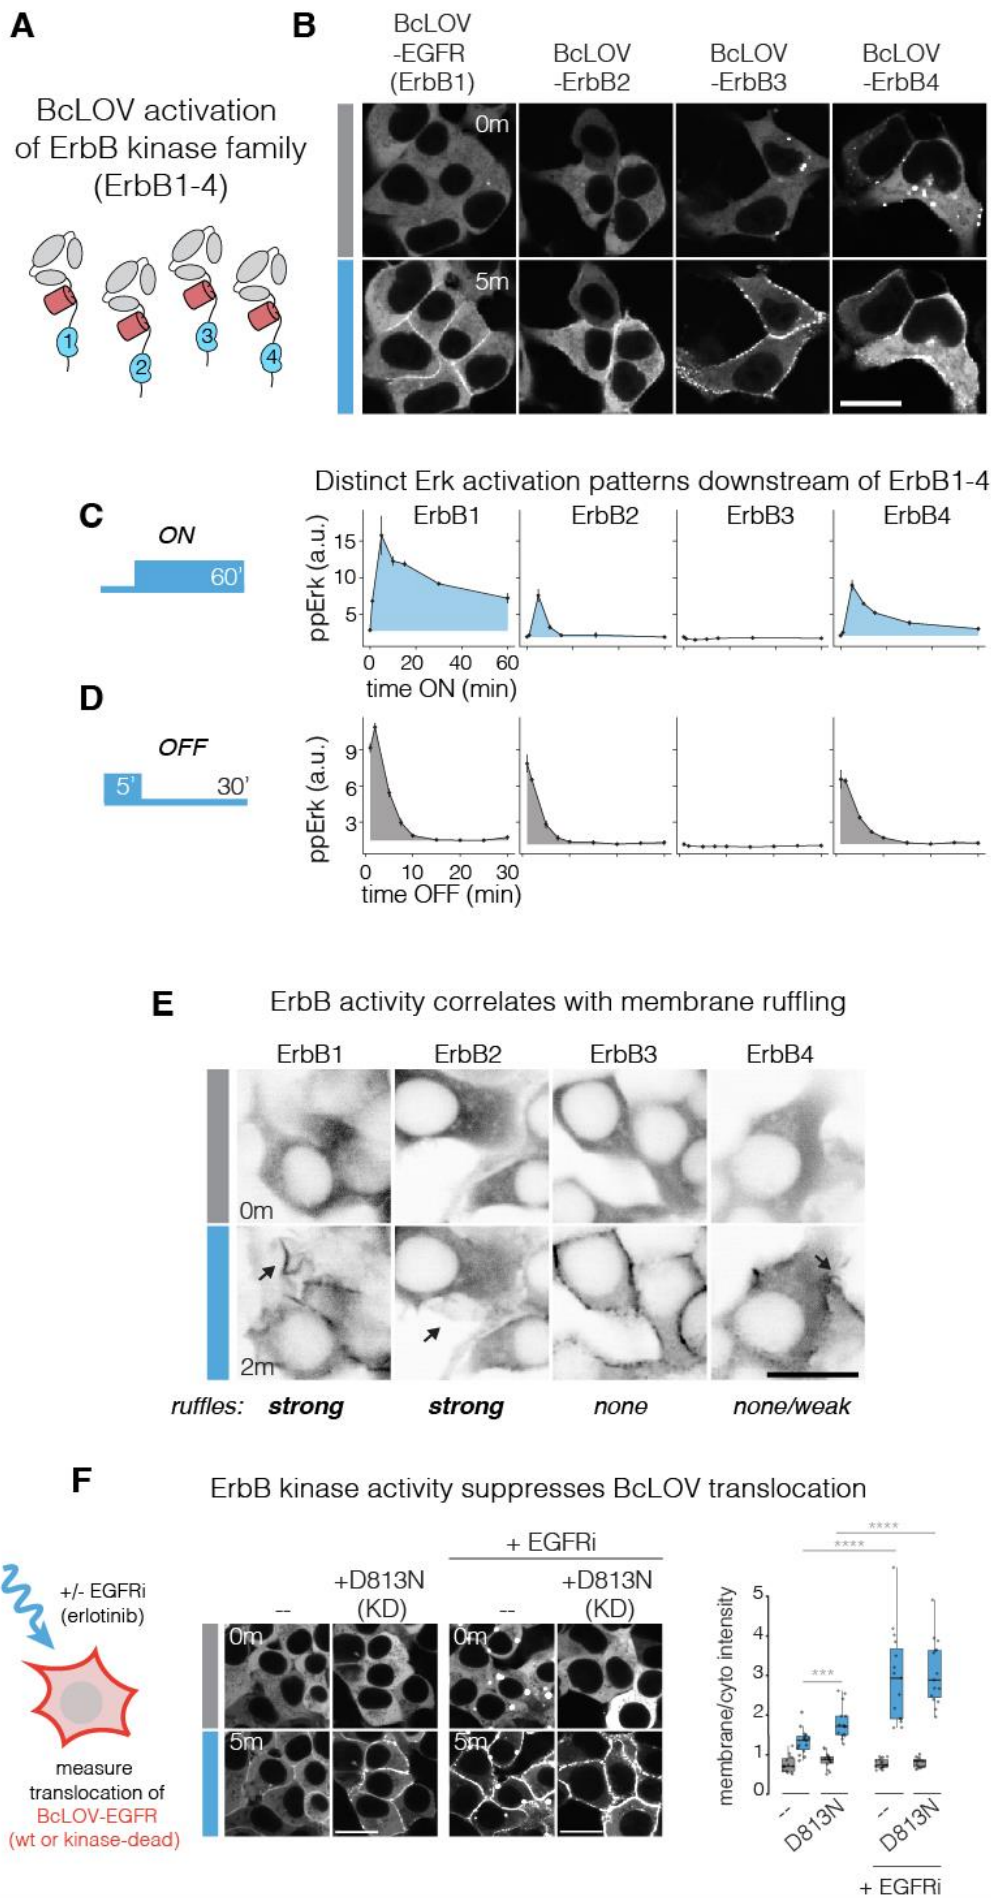 A
BcLOV activation
of ErbB kinase family
(ErbB1-4)
1
2
3
4
B
BcLOV
-EGFR
(ErbB1)
BcLOV
-ErbB2
BcLOV
-ErbB3
BcLOV
-ErbB4
0m
5m
Distinct Erk activation patterns downstream of ErbB1-4
C
ON
60'
ErbB1
ErbB2
ErbB3
ErbB4
ppErk (a.u.)
15
10
5
0 20 40 60
time ON (min)
D
OFF
5'
30'
ppErk (a.u.)
9
6
3
0 10 20 30
time OFF (min)
E
ErbB activity correlates with membrane ruffling
ErbB1
ErbB2
ErbB3
ErbB4
0m
2m
ruffles: strong strong none none/weak
F
ErbB kinase activity suppresses BcLOV translocation
+/- EGFRi
(erlotinib)
measure
translocation of
BcLOV-EGFR
(wt or kinase-dead)
+ EGFRi
--
+D813N
(KD)
--
+D813N
(KD)
0m
0m
5m
5m
membrane/cyto intensity
5
4
3
2
1
0
***
****
****
--
D813N
--
D813N
+ EGFRi